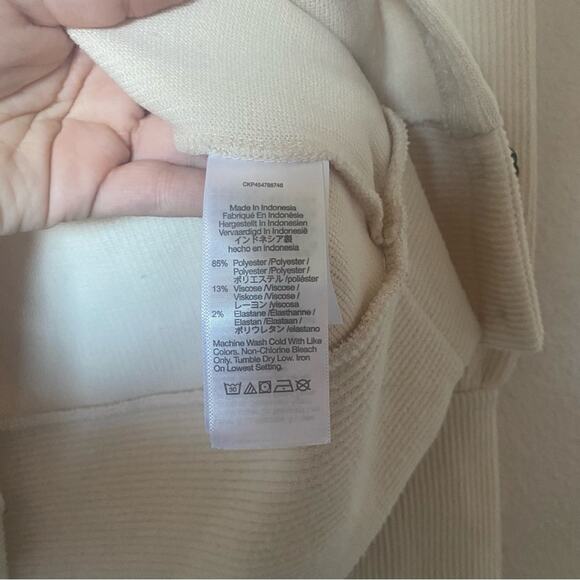 CKP454788748
Made In Indonesia
Fabriqué En Indonésie
Hergestellt In Indonesien
Vervaardigd In Indonesië
インドネシア製
hecho en indonesia
85% Polyester /Polyester /
Polyester /Polyester /
ポリエステル /poliéster
13% Viscose /Viscose /
Viskose /Viscose /
レーヨン /viscosa
2% Elastane /Élasthanne /
Elastan /Elastaan /
ポリウレタン /elastano
Machine Wash Cold With Like
Colors. Non-Chlorine Bleach
Only. Tumble Dry Low. Iron
On Lowest Setting.
30